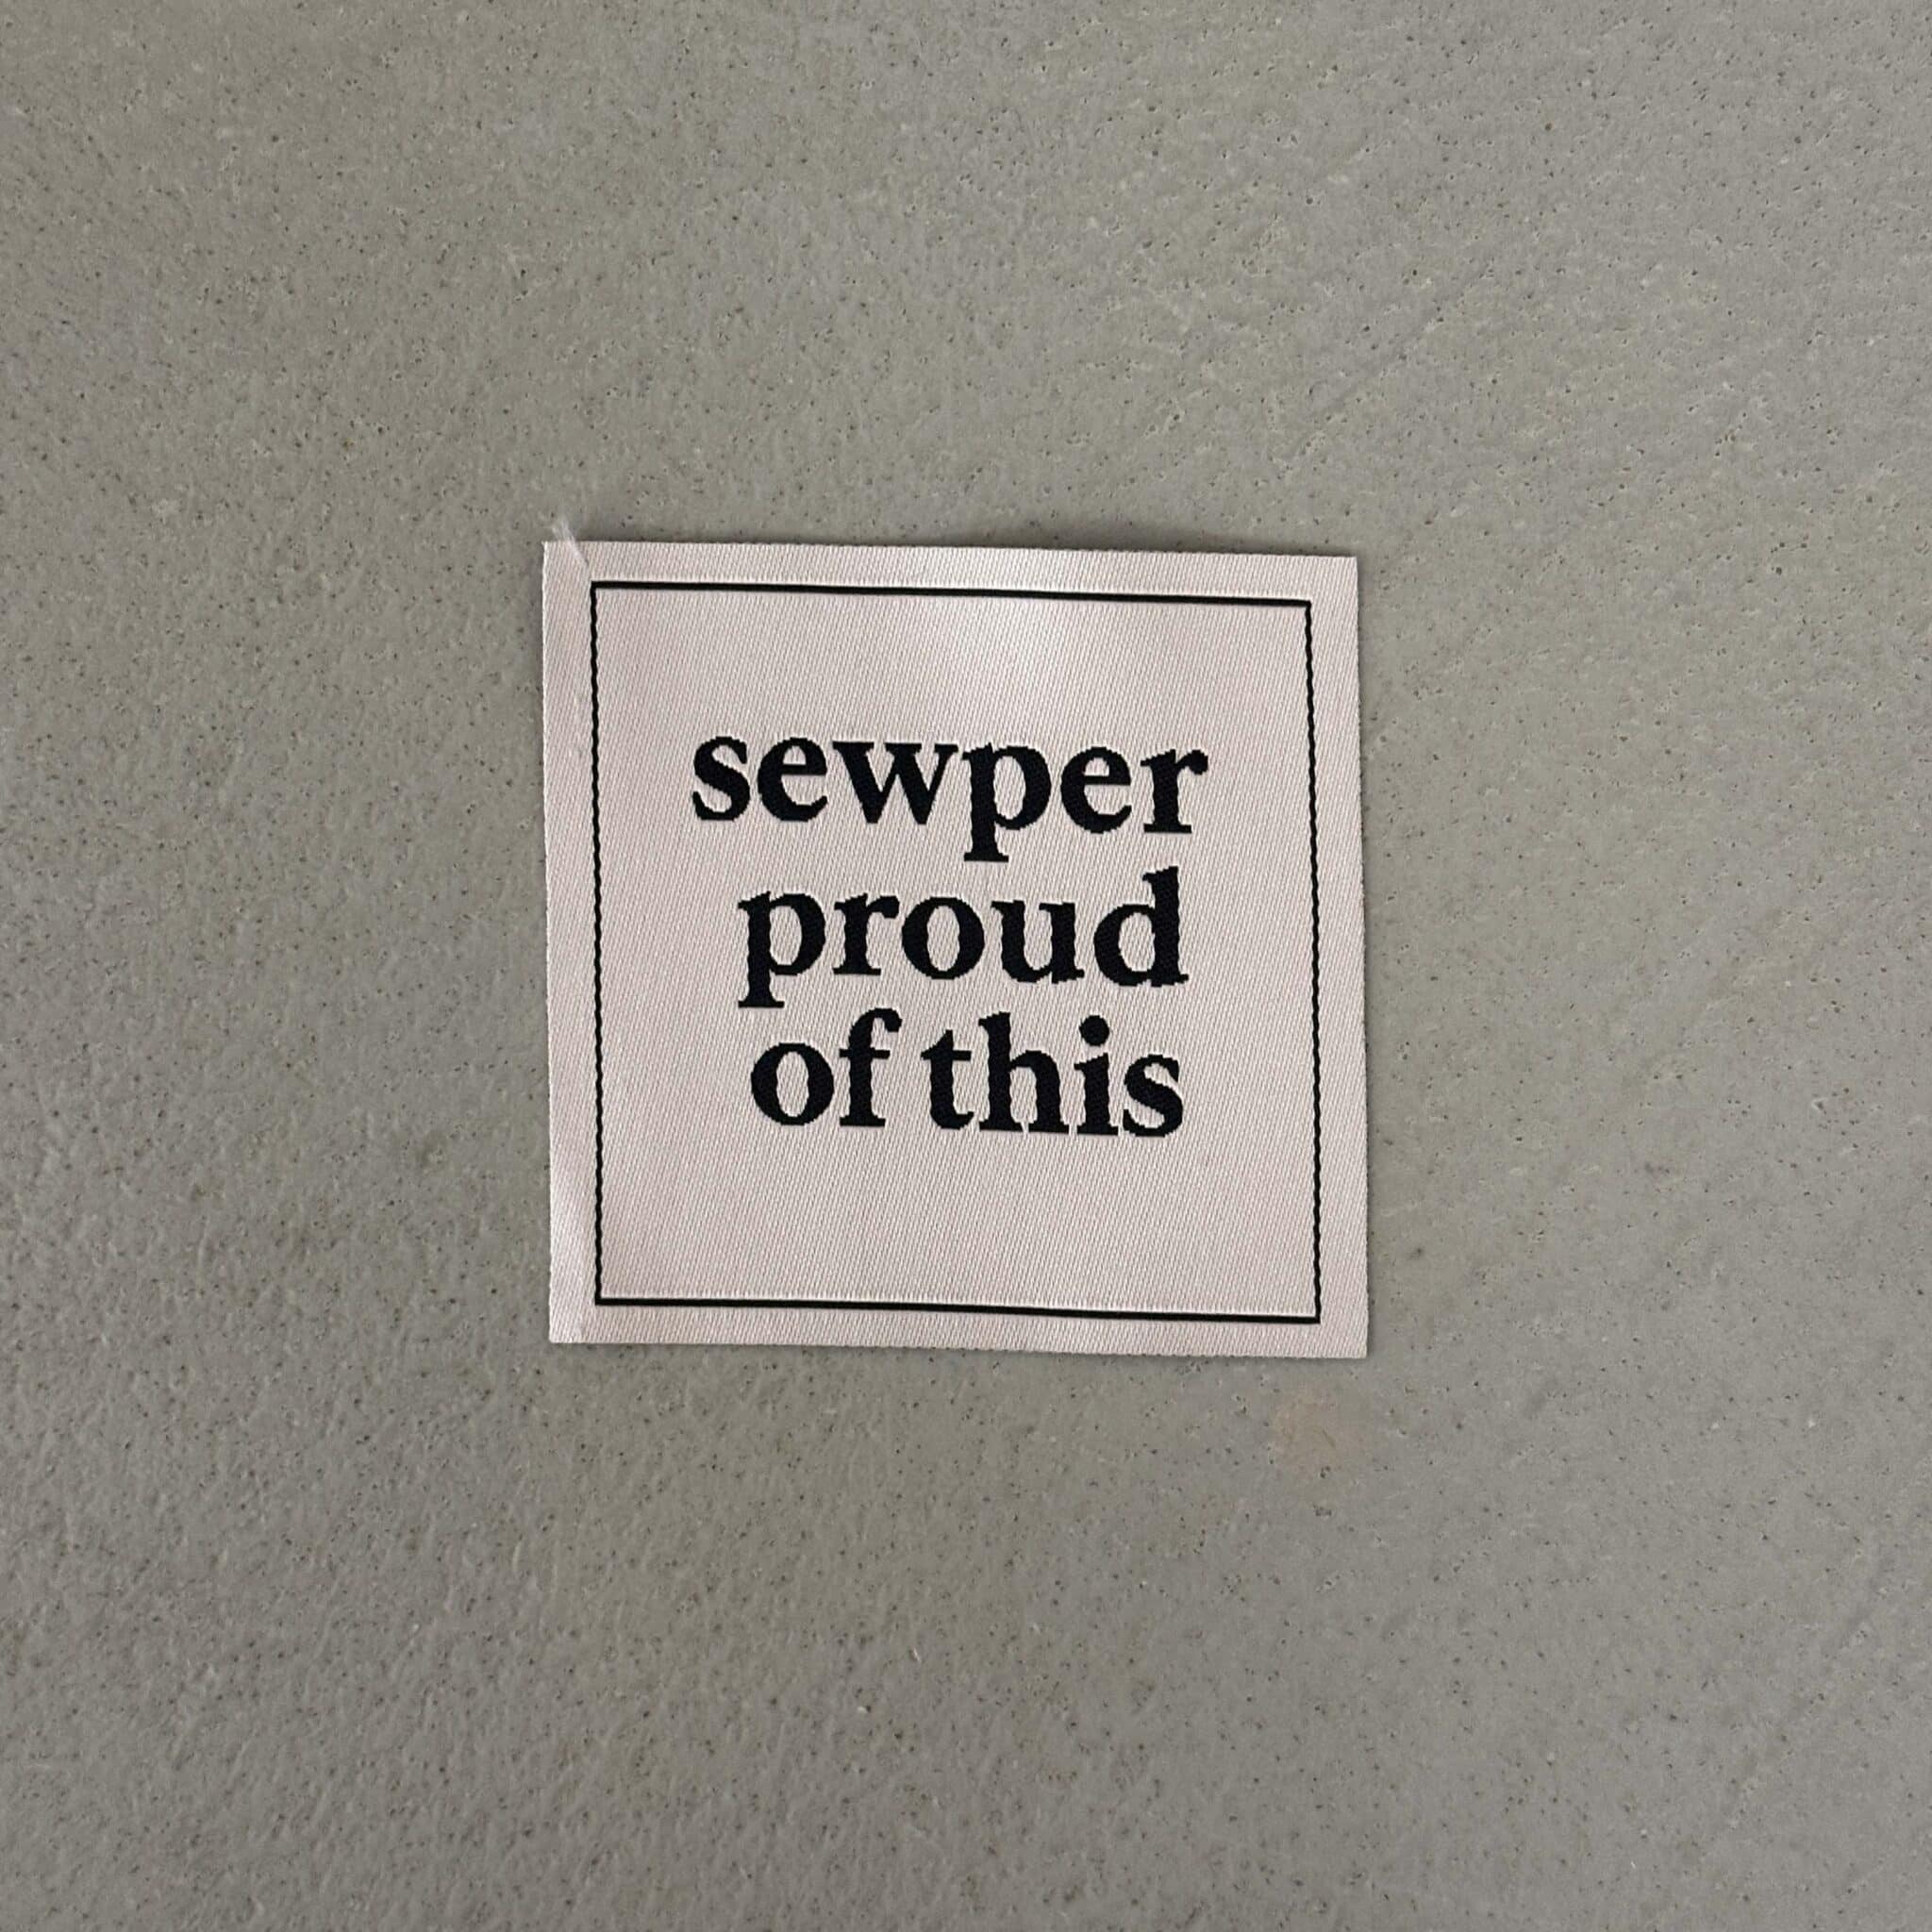 sewper
proud
of this